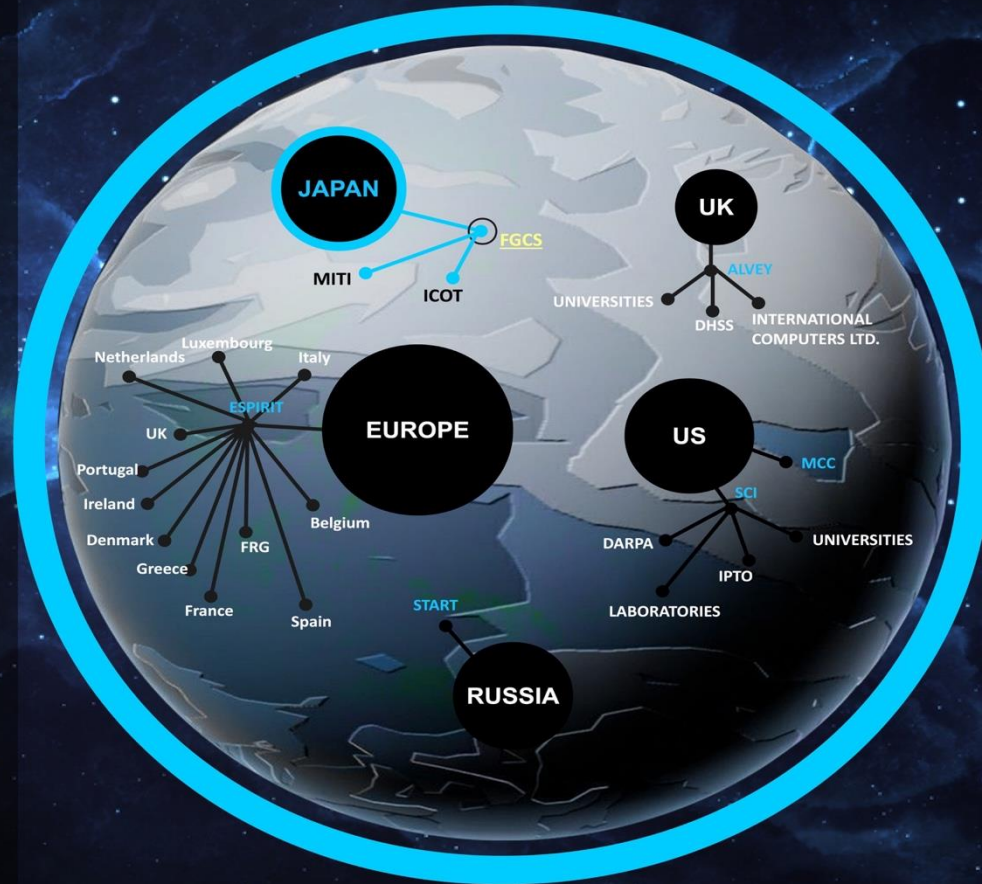 JAPAN
FGCS
MITI
ICOT
UK
ALVEY
UNIVERSITIES
DHSS
INTERNATIONAL
COMPUTERS LTD.
Netherlands
Luxembourg
Italy
ESPIRIT
EUROPE
UK
Portugal
Ireland
Denmark
Greece
France
FRG
Spain
Belgium
US
MCC
SCI
DARPA
UNIVERSITIES
IPTO
LABORATORIES
START
RUSSIA